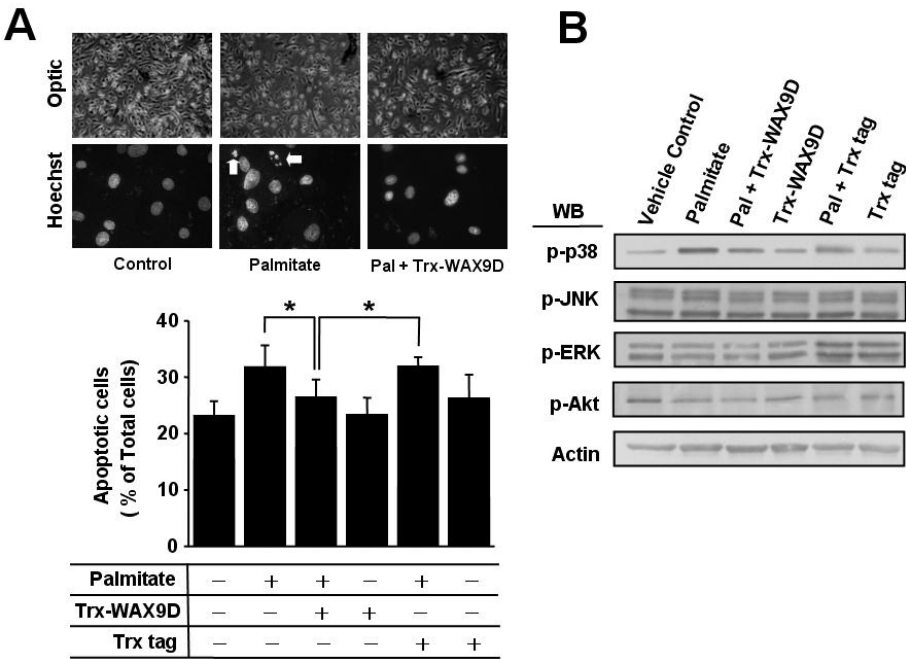 A
Optic
Hoechst
Control Palmitate Pal + Trx-WAX9D
Apoptotic cells
( % of Total cells)
40
30
20
10
0
* *
Palmitate – + + – + –
Trx-WAX9D – – + + – –
Trx tag – – – – + +
B
WB
Vehicle Control
Palmitate
Pal + Trx-WAX9D
Trx-WAX9D
Pal + Trx tag
Trx tag
p-p38
p-JNK
p-ERK
p-Akt
Actin